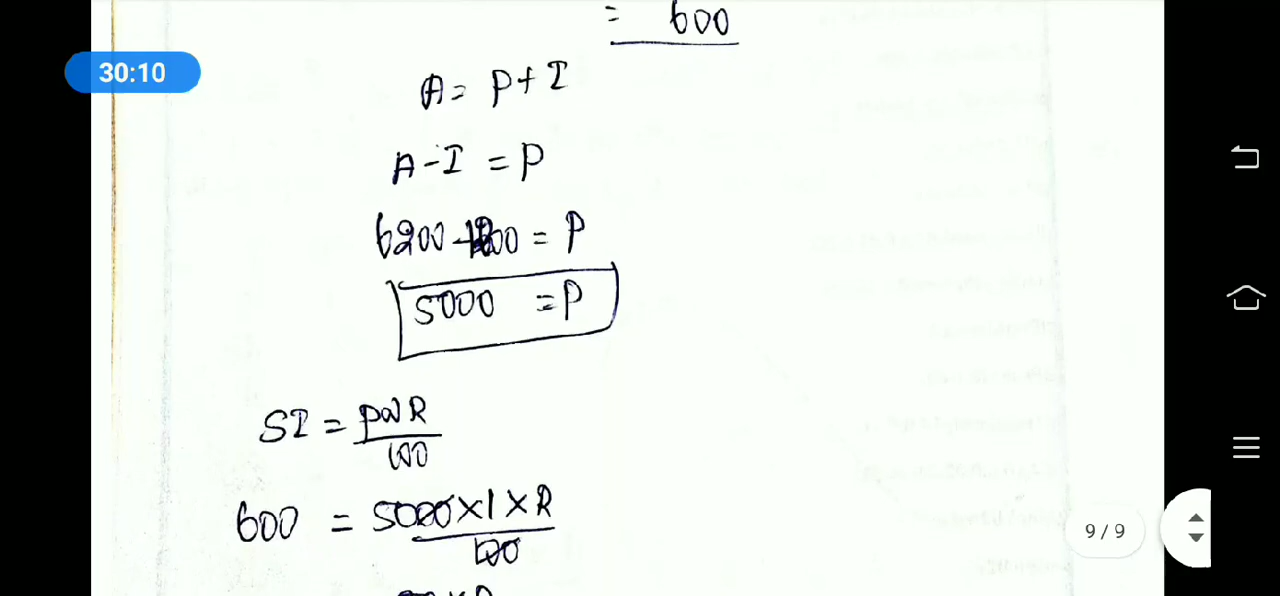 = 600
30:10
A = P + I
A - I = P
6200 - 1200 = P
5000 = P
SI = PNR
100
600 = 5000 × 1 × R
100
9 / 9